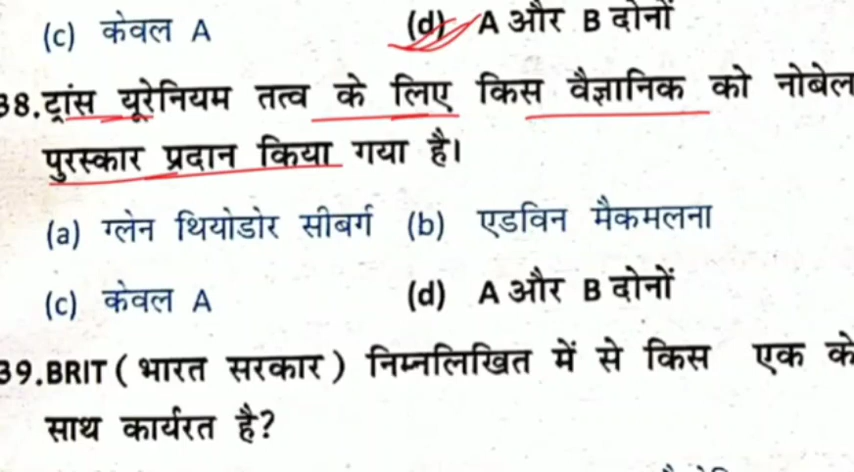 (c) केवल A (d) A और B दोनों
38.ट्रांस यूरेनियम तत्व के लिए किस वैज्ञानिक को नोबेल
पुरस्कार प्रदान किया गया है।
(a) ग्लेन थियोडोर सीबर्ग (b) एडविन मैकमलना
(c) केवल A (d) A और B दोनों
39.BRIT ( भारत सरकार ) निम्नलिखित में से किस एक के
साथ कार्यरत है?